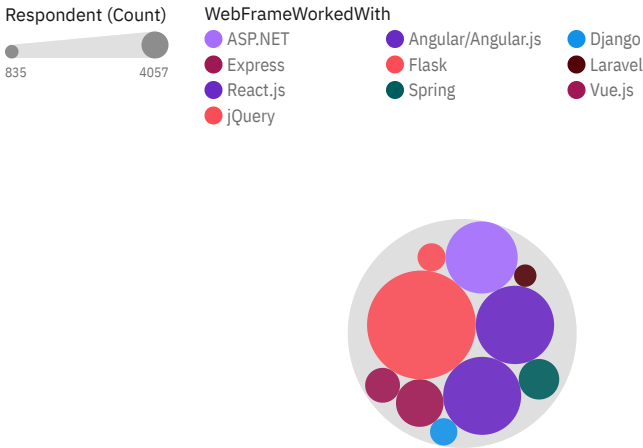 Respondent (Count)
835
4057
WebFrameWorkedWith
ASP.NET
Angular/Angular.js
Django
Express
Flask
Laravel
React.js
Spring
Vue.js
jQuery